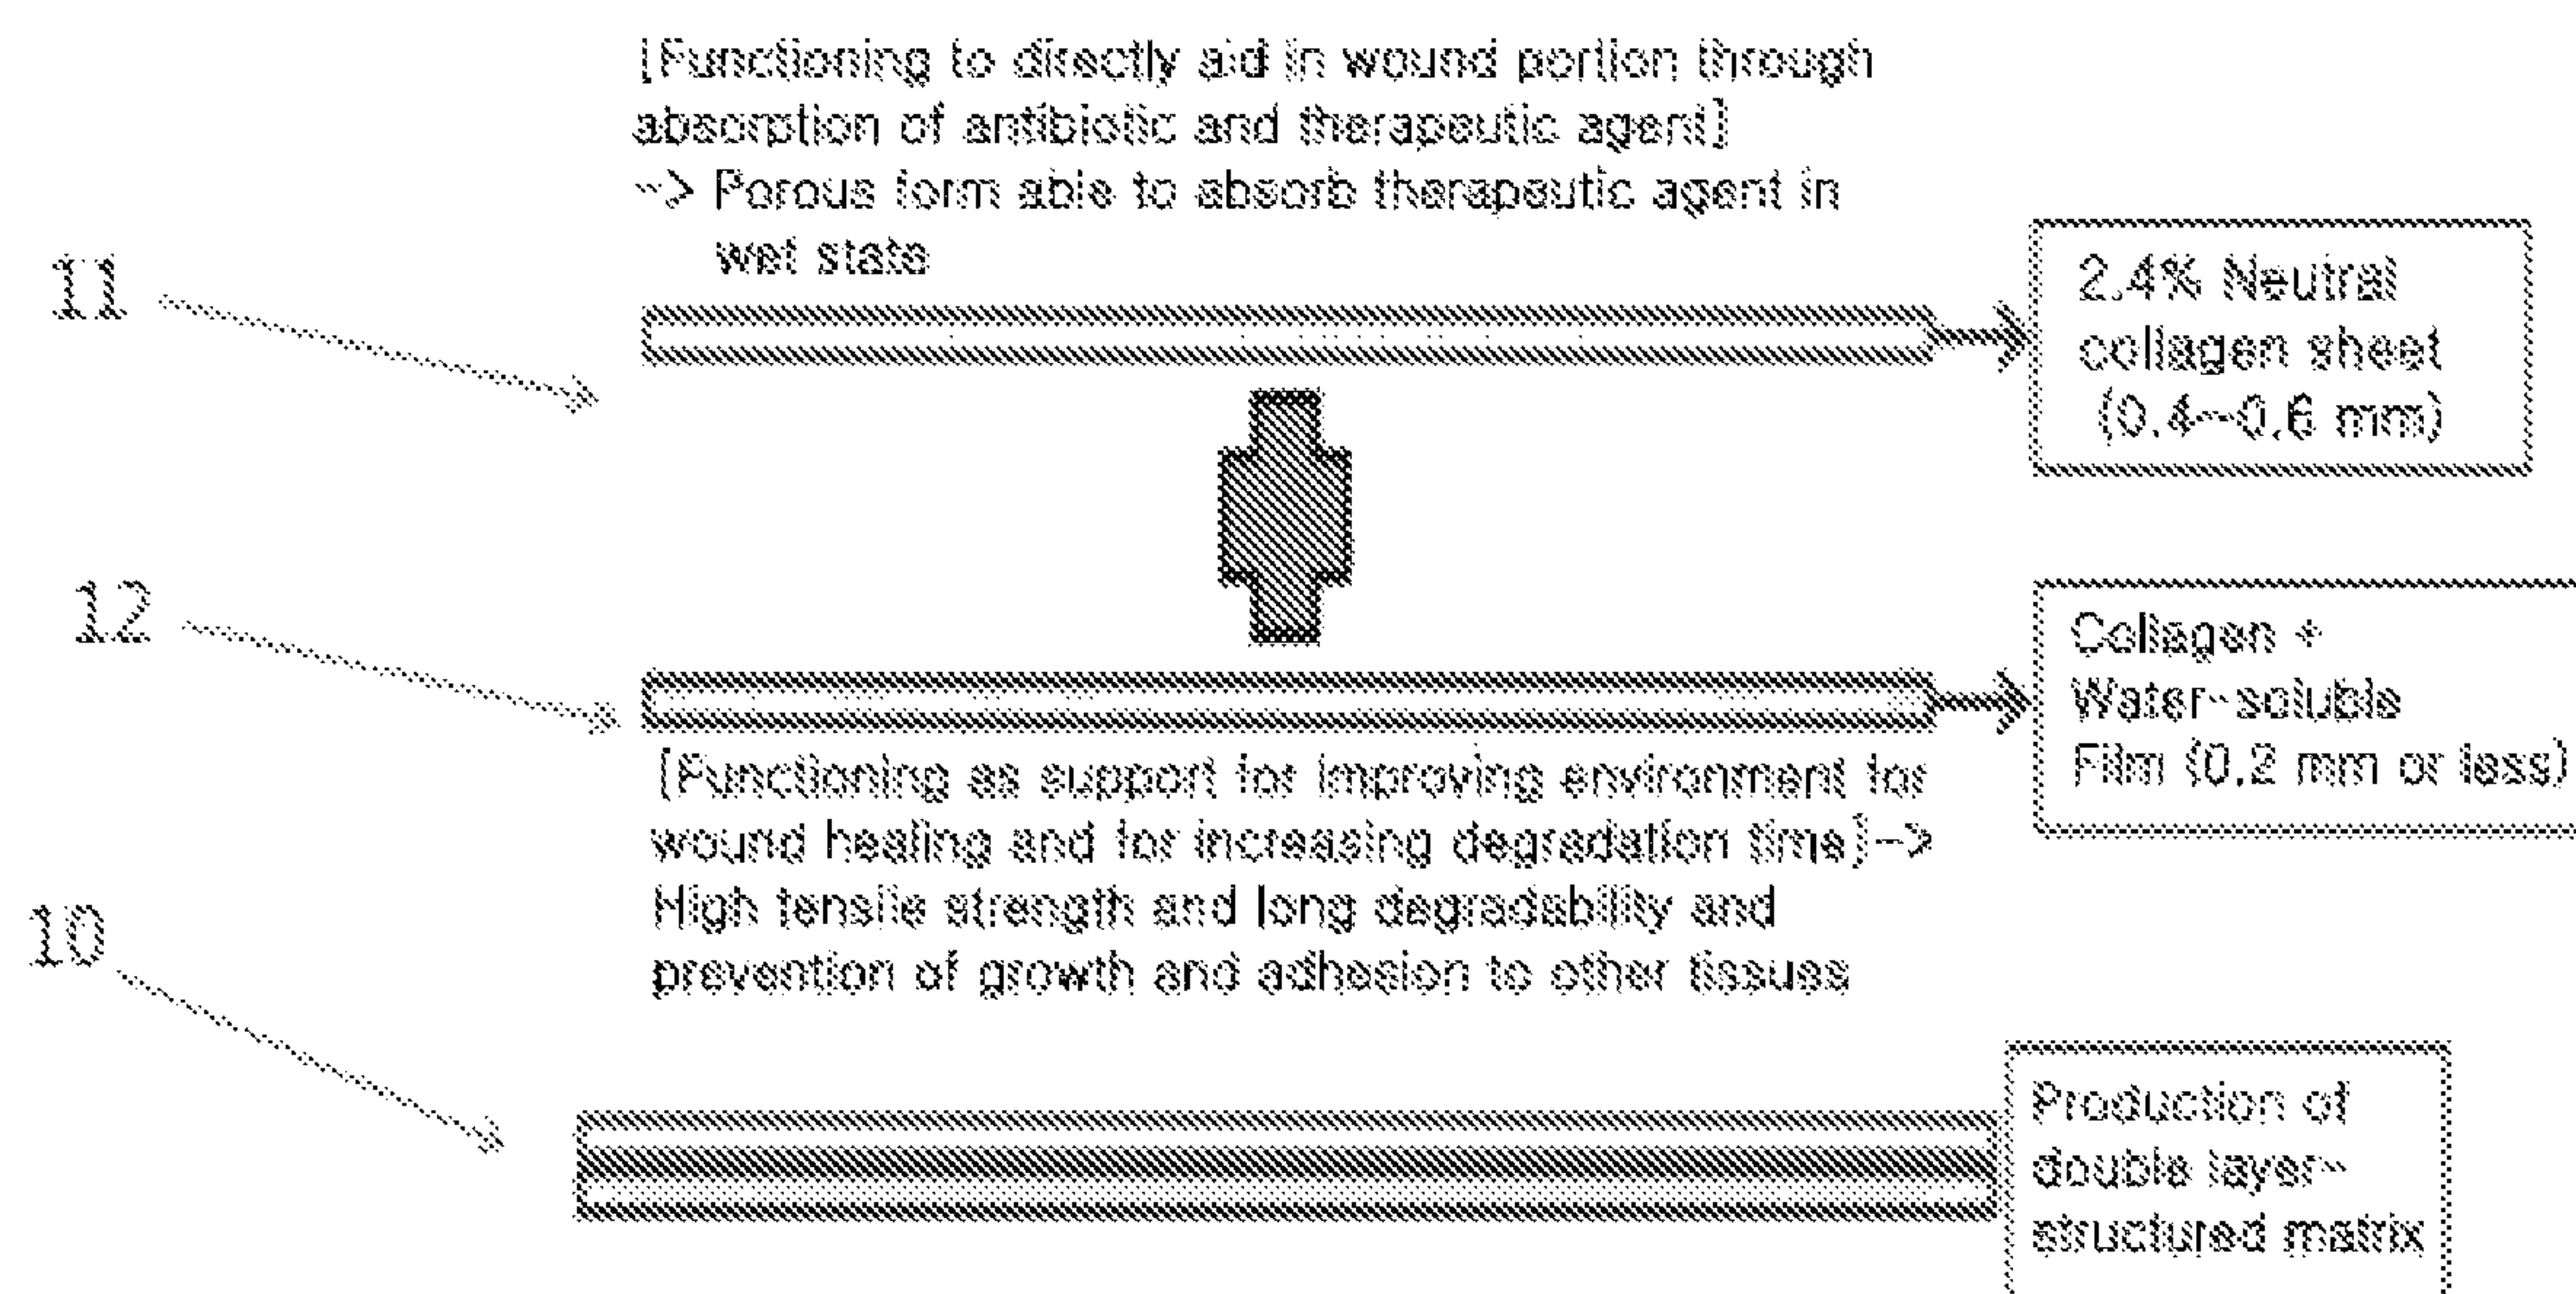 [Functioning to directly aid in wound portion through
absorption of antibiotic and therapeutic agent]
-> Porous form able to absorb therapeutic agent in
wet state
11
2.4% Neutral
collagen sheet
(0.4~0.6 mm)
12
Collagen +
Water-soluble
Film (0.2 mm or less)
[Functioning as support for improving environment for
wound healing and for increasing degradation time]->
High tensile strength and long degradability and
prevention of growth and adhesion to other tissues
10
Production of
double layer-
structured matrix